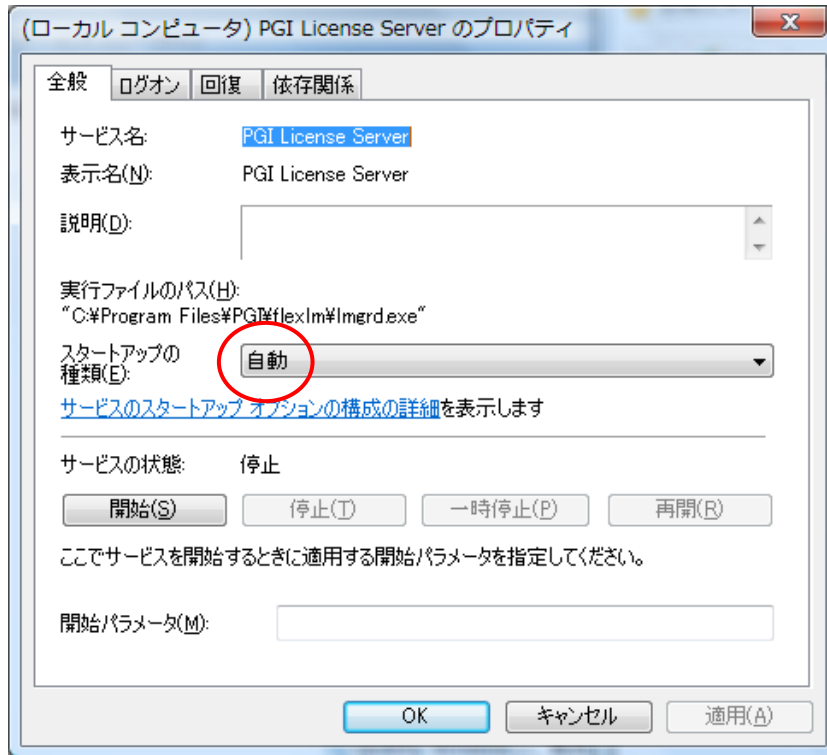 (ローカル コンピュータ) PGI License Server のプロパティ
全般 ログオン 回復 依存関係
サービス名: PGI License Server
表示名(N): PGI License Server
説明(D):
実行ファイルのパス(H):
"C:¥Program Files¥PGI¥flexlm¥lmgrd.exe"
スタートアップの
種類(E): 自動
サービスのスタートアップ オプションの構成の詳細を表示します
サービスの状態: 停止
開始(S) 停止(T) 一時停止(P) 再開(R)
ここでサービスを開始するときに適用する開始パラメータを指定してください。
開始パラメータ(M):
OK キャンセル 適用(A)